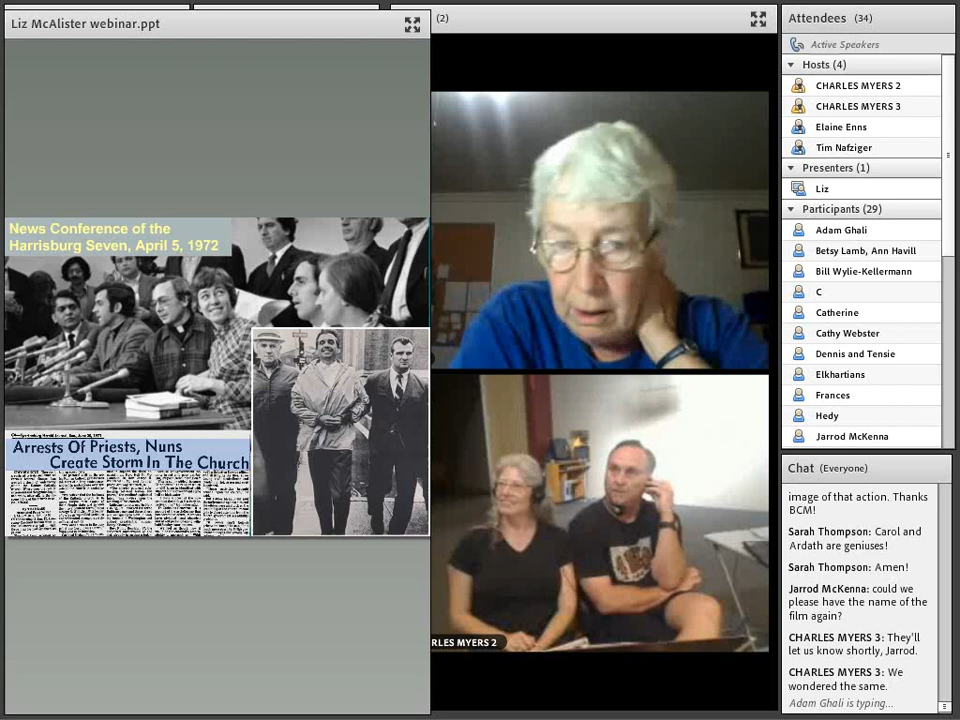 Liz McAlister webinar.ppt
News Conference of the
Harrisburg Seven, April 5, 1972
Arrests Of Priests, Nuns
Create Storm In The Church
(2)
RLES MYERS 2
Attendees (34)
Active Speakers
Hosts (4)
CHARLES MYERS 2
CHARLES MYERS 3
Elaine Enns
Tim Nafziger
Presenters (1)
Liz
Participants (29)
Adam Ghali
Betsy Lamb, Ann Havill
Bill Wylie-Kellermann
C
Catherine
Cathy Webster
Dennis and Tensie
Elkhartians
Frances
Hedy
Jarrod McKenna
Chat (Everyone)
image of that action. Thanks
BCM!
Sarah Thompson: Carol and
Ardath are geniuses!
Sarah Thompson: Amen!
Jarrod McKenna: could we
please have the name of the
film again?
CHARLES MYERS 3: They'll
let us know shortly, Jarrod.
CHARLES MYERS 3: We
wondered the same.
Adam Ghali is typing...